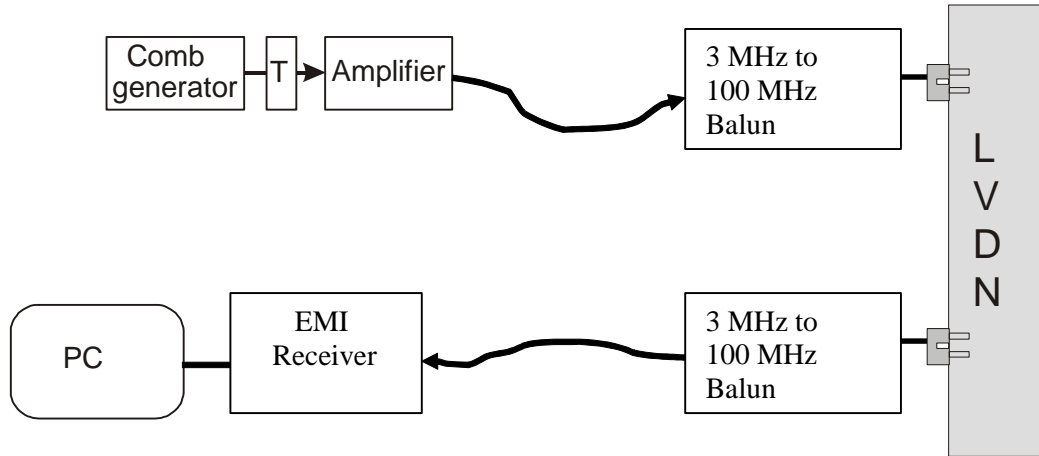 Comb
generator
T
Amplifier
3 MHz to
100 MHz
Balun
L
V
D
N
PC
EMI
Receiver
3 MHz to
100 MHz
Balun